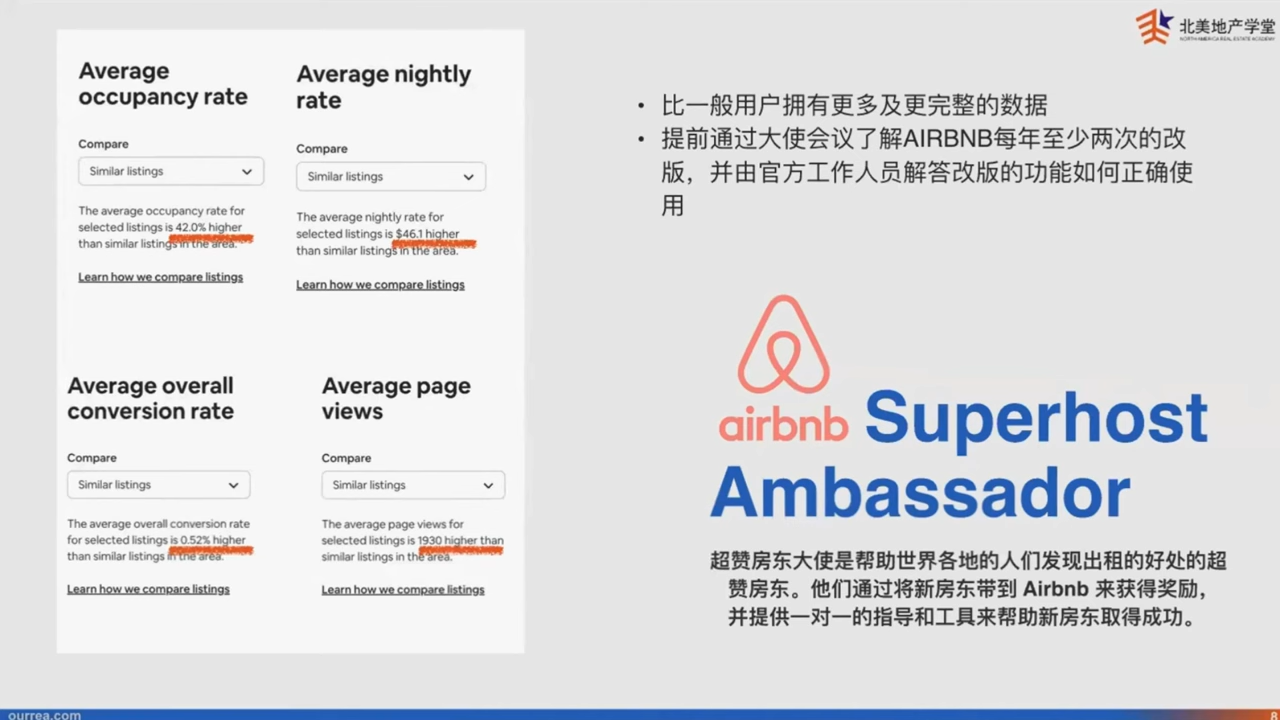 北美地产学堂
NORTH AMERICA REAL ESTATE ACADEMY
Average
occupancy rate
Compare
Similar listings
The average occupancy rate for
selected listings is 42.0% higher
than similar listings in the area.
Learn how we compare listings
Average nightly
rate
Compare
Similar listings
The average nightly rate for
selected listings is $46.1 higher
than similar listings in the area.
Learn how we compare listings
Average overall
conversion rate
Compare
Similar listings
The average overall conversion rate
for selected listings is 0.52% higher
than similar listings in the area.
Learn how we compare listings
Average page
views
Compare
Similar listings
The average page views for
selected listings is 1930 higher than
similar listings in the area.
Learn how we compare listings
• 比一般用户拥有更多及更完整的数据
• 提前通过大使会议了解AIRBNB每年至少两次的改
版，并由官方工作人员解答改版的功能如何正确使
用
airbnb Superhost
Ambassador
超赞房东大使是帮助世界各地的人们发现出租的好处的超
赞房东。他们通过将新房东带到 Airbnb 来获得奖励，
并提供一对一的指导和工具来帮助新房东取得成功。
ourrea.com
8